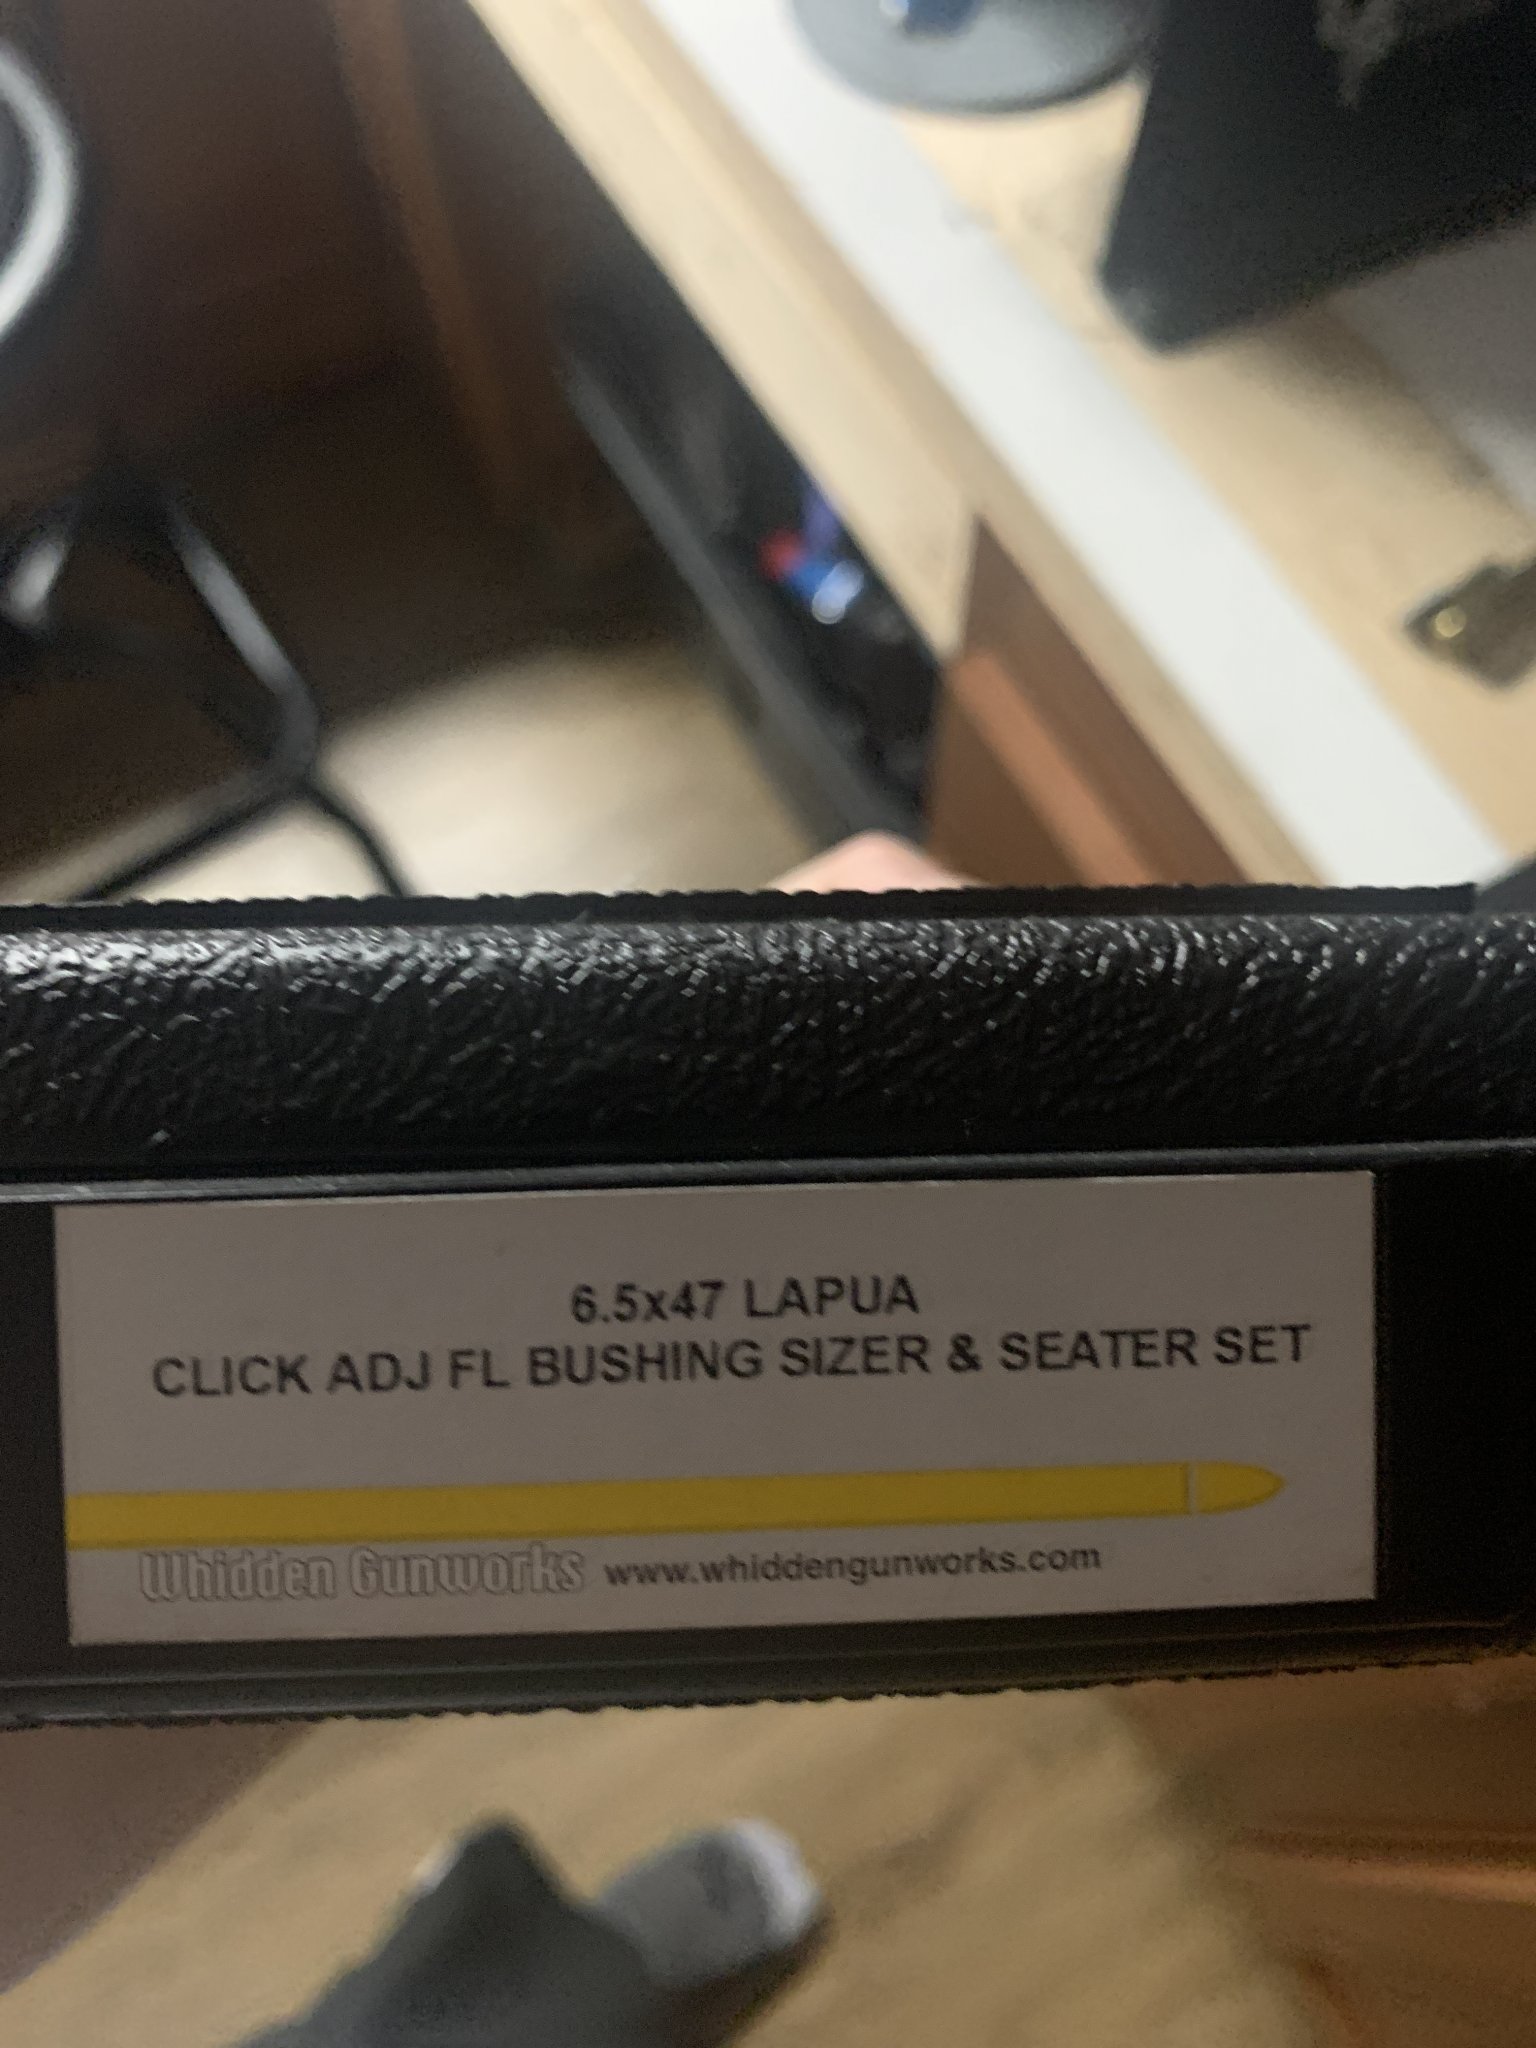 6.5x47 LAPUA
CLICK ADJ FL BUSHING SIZER & SEATER SET
Whidden Gunworks www.whiddengunworks.com